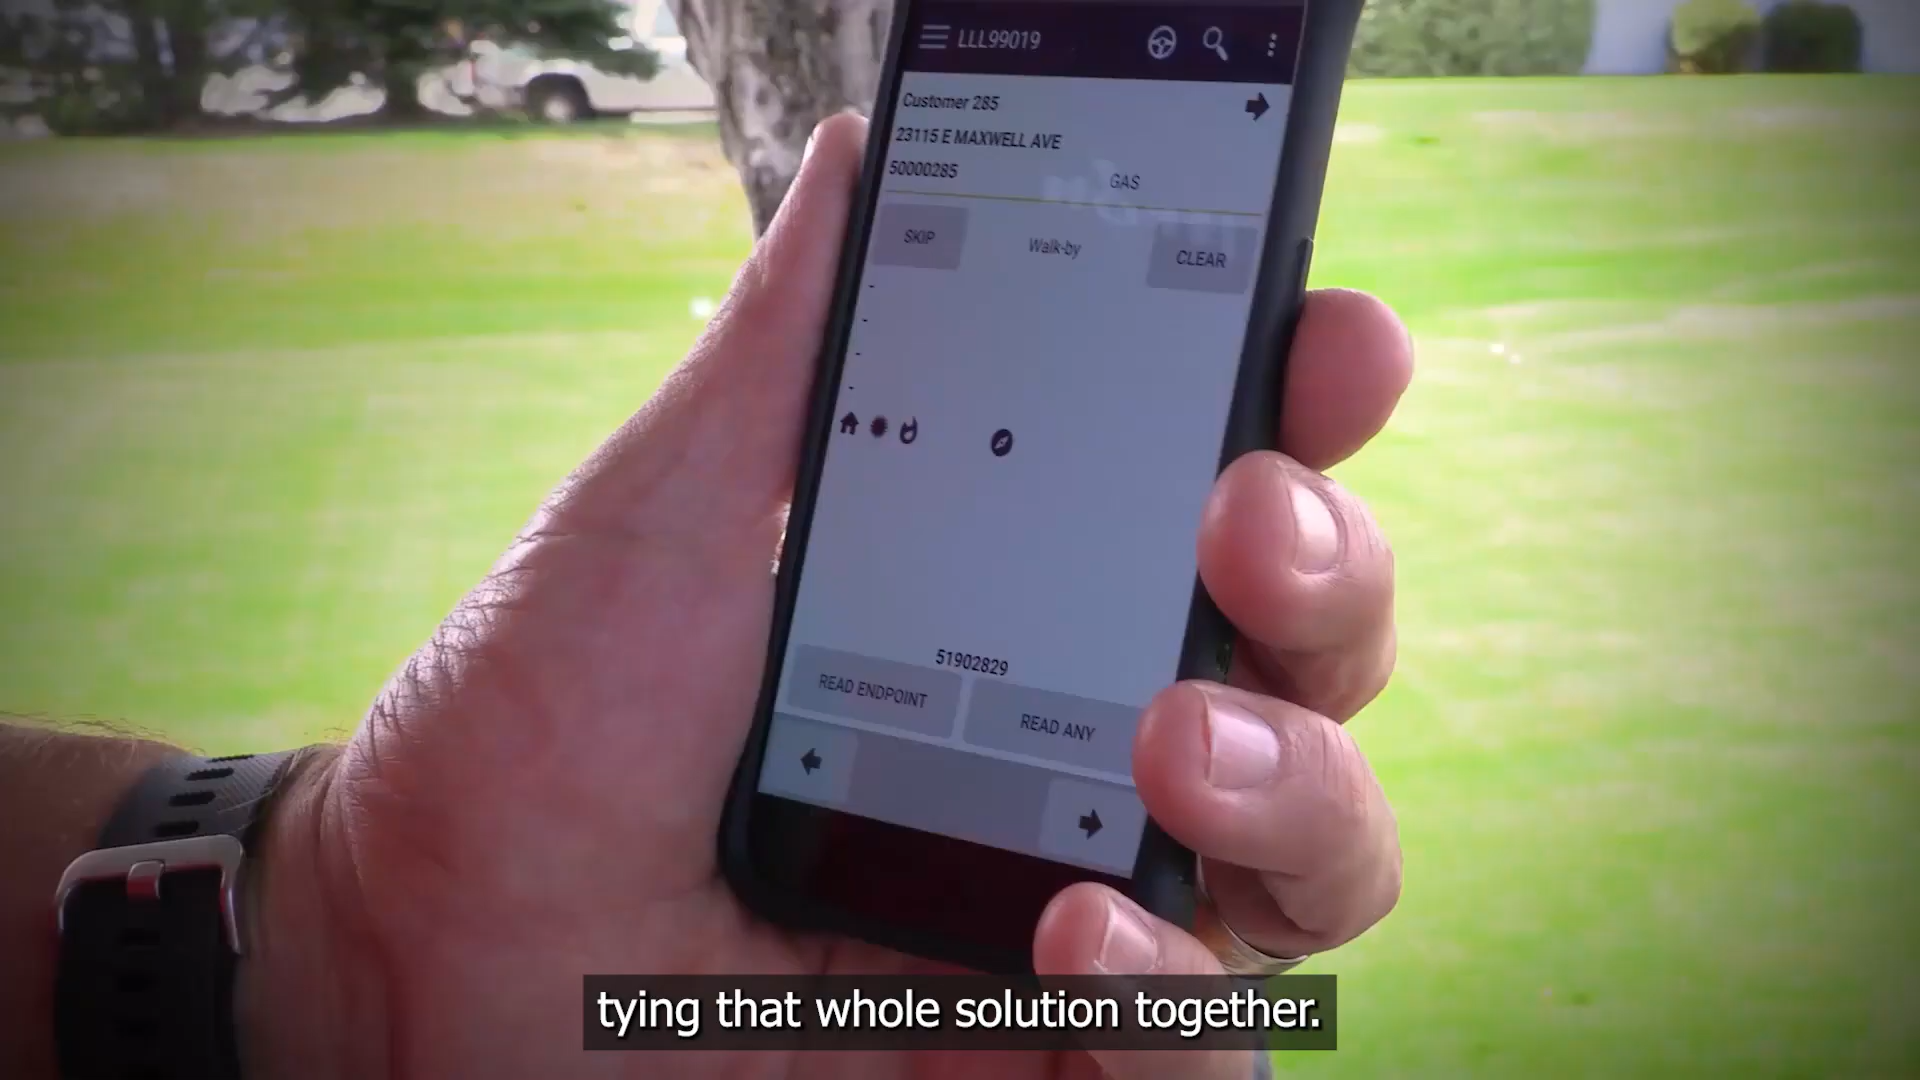 LLL99019
Customer 285
23115 E MAXWELL AVE
50000285
GAS
SKIP
Walk-by
CLEAR
-
-
-
-
51902829
READ ENDPOINT
READ ANY
tying that whole solution together.